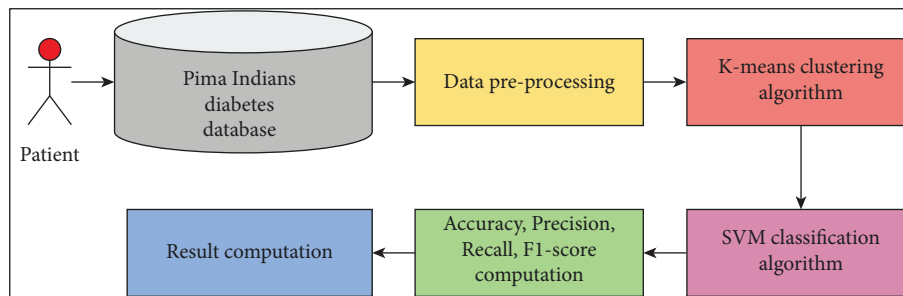 Patient
Pima Indians
diabetes
database
Data pre-processing
K-means clustering
algorithm
SVM classification
algorithm
Accuracy, Precision,
Recall, F1-score
computation
Result computation